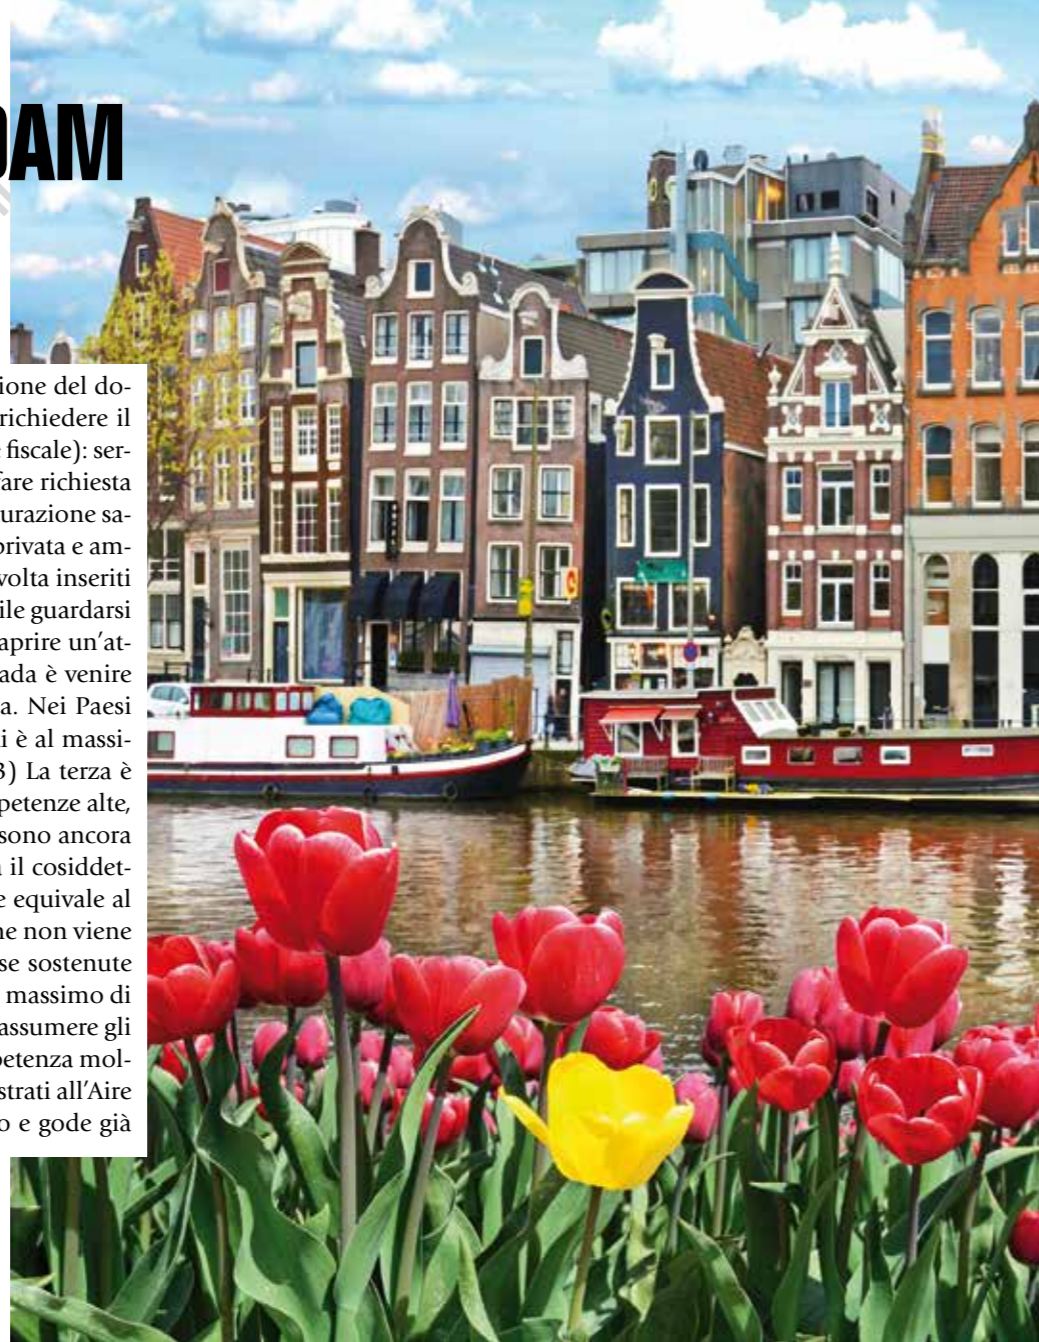 DAM
ione del do-
richiedere il
fiscale): ser-
fare richiesta
urazione sa-
privata e am-
volta inseriti
ile guardarsi
aprire un’at-
ada è venire
a. Nei Paesi
i è al massi-
3) La terza è
petenze alte,
sono ancora
il cosiddet-
e equivale al
ne non viene
se sostenute
massimo di
assumere gli
petenza mol-
strati all’Aire
o e gode già